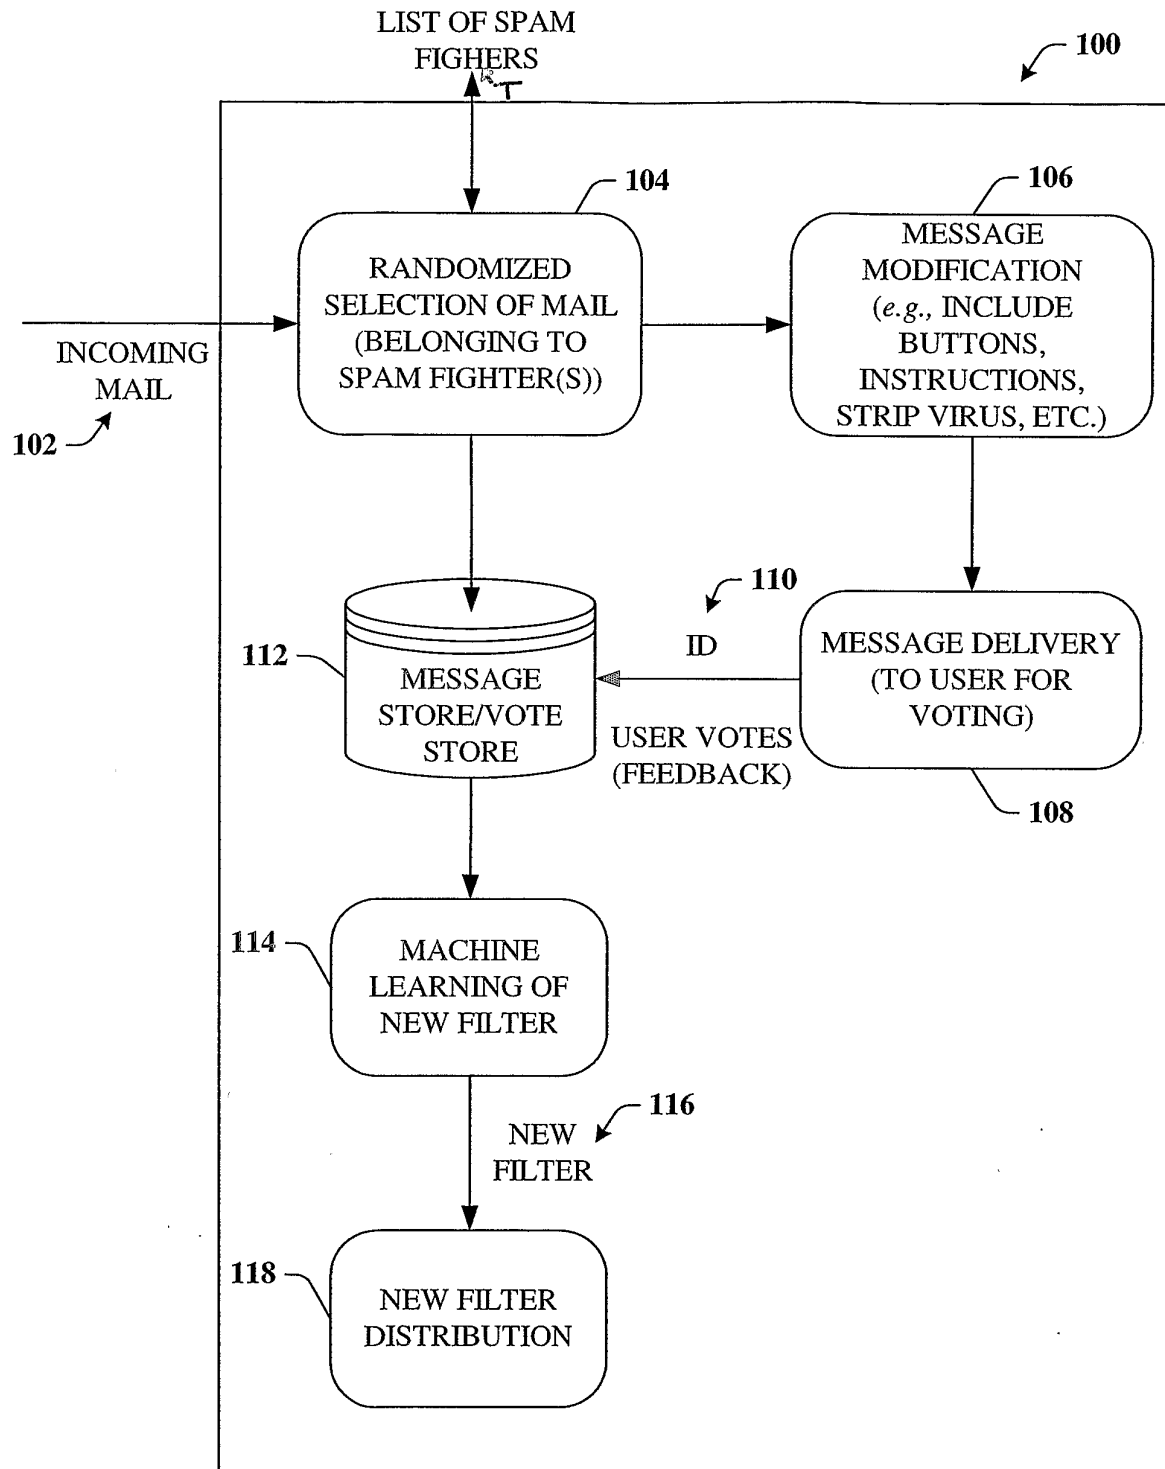 LIST OF SPAM
FIGHERS
T
100
104
106
RANDOMIZED
SELECTION OF MAIL
(BELONGING TO
SPAM FIGHTER(S))
MESSAGE
MODIFICATION
(e.g., INCLUDE
BUTTONS,
INSTRUCTIONS,
STRIP VIRUS, ETC.)
INCOMING
MAIL
102
110
ID
112
MESSAGE
STORE/VOTE
STORE
USER VOTES
(FEEDBACK)
MESSAGE DELIVERY
(TO USER FOR
VOTING)
108
114
MACHINE
LEARNING OF
NEW FILTER
116
NEW
FILTER
118
NEW FILTER
DISTRIBUTION